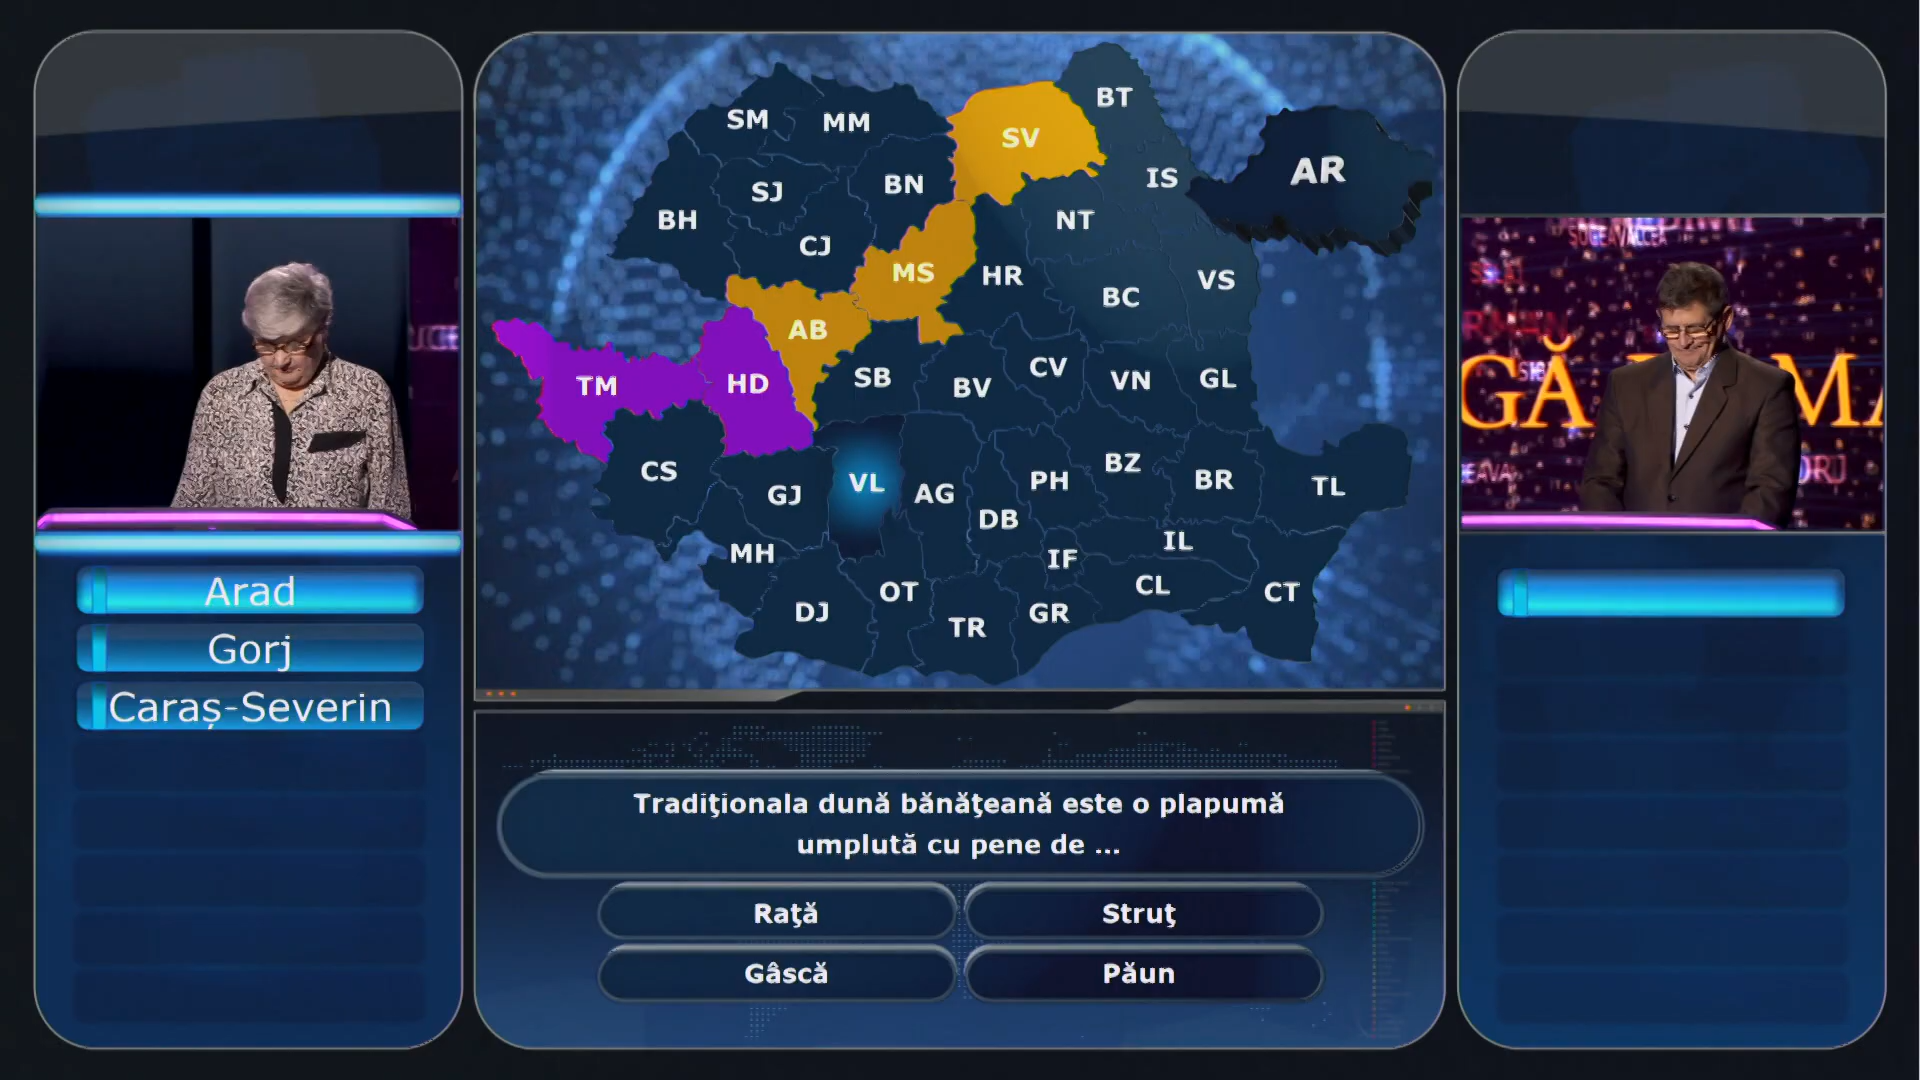 SM
MM
SV
BT
AR
SJ
BN
IS
BH
CJ
NT
MS
HR
BC
VS
AB
TM
HD
SB
BV
CV
VN
GL
CS
GJ
VL
AG
DB
PH
BZ
BR
TL
MH
IF
IL
DJ
OT
TR
GR
CL
CT
Arad
Gorj
Caraș-Severin
Tradiţionala dună bănăţeană este o plapumă
umplută cu pene de ...
Raţă
Struţ
Gâscă
Păun